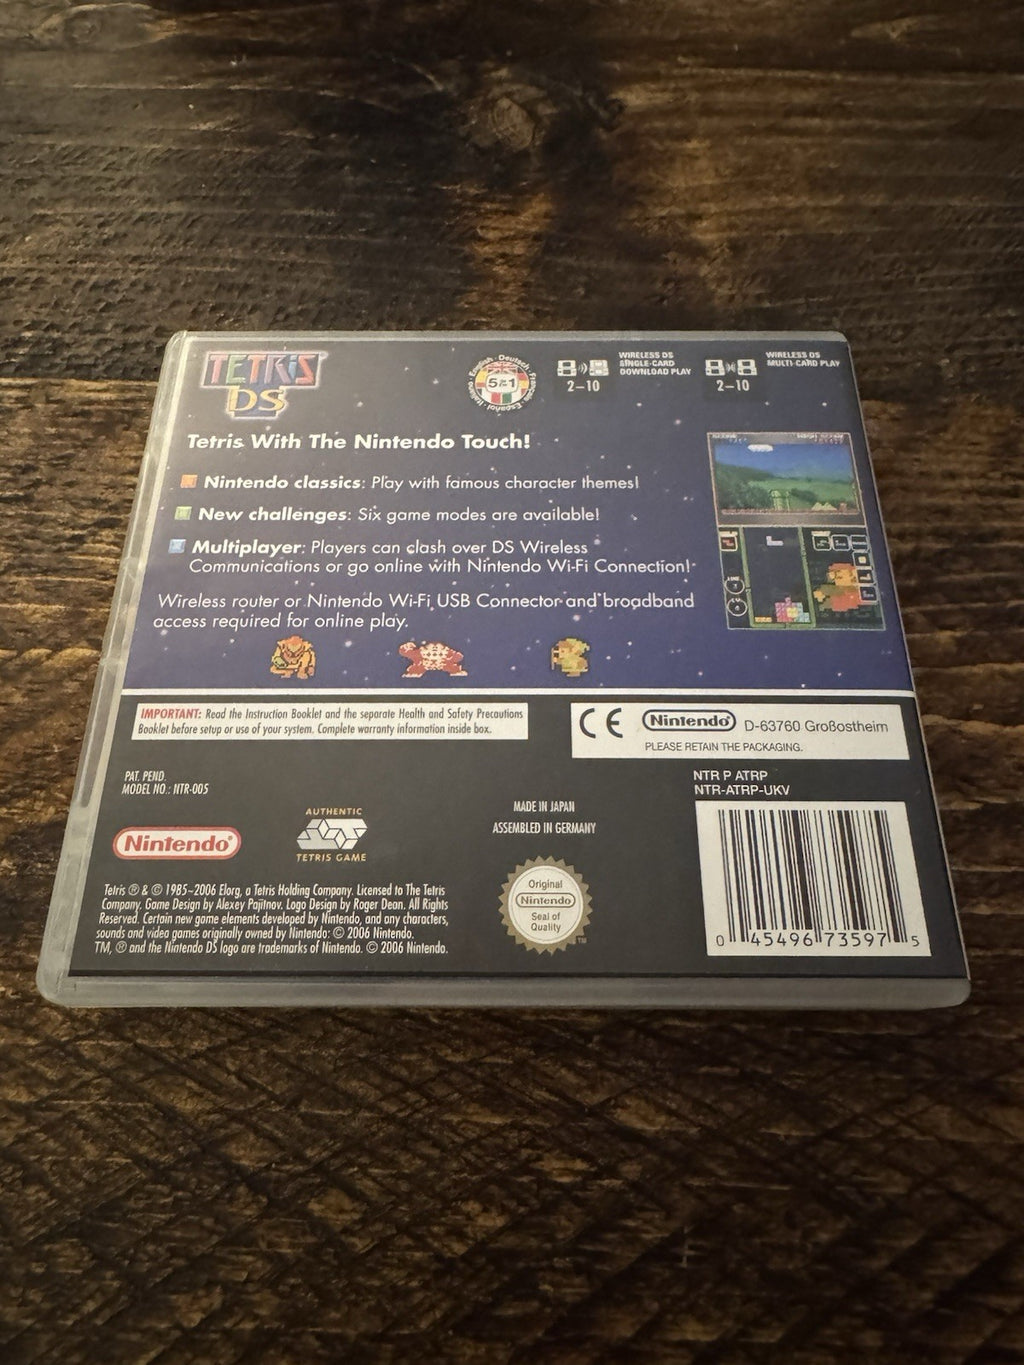 TETRIS
DS
English · Deutsch · Français · Español · Italiano
5in1
2–10
WIRELESS DS
SINGLE-CARD
DOWNLOAD PLAY
2–10
WIRELESS DS
MULTI-CARD PLAY
Tetris With The Nintendo Touch!
Nintendo classics: Play with famous character themes!
New challenges: Six game modes are available!
Multiplayer: Players can clash over DS Wireless
Communications or go online with Nintendo Wi-Fi Connection!
Wireless router or Nintendo Wi-Fi USB Connector and broadband
access required for online play.
IMPORTANT: Read the Instruction Booklet and the separate Health and Safety Precautions
Booklet before setup or use of your system. Complete warranty information inside box.
CE Nintendo® D-63760 Großostheim
PLEASE RETAIN THE PACKAGING.
PAT. PEND.
MODEL NO.: NTR-005
NTR P ATRP
NTR-ATRP-UKV
Nintendo®
AUTHENTIC
TETRIS GAME
MADE IN JAPAN
ASSEMBLED IN GERMANY
Original
Nintendo
Seal of
Quality
TM
Tetris ® & © 1985~2006 Elorg, a Tetris Holding Company. Licensed to The Tetris
Company. Game Design by Alexey Pajitnov. Logo Design by Roger Dean. All Rights
Reserved. Certain new game elements developed by Nintendo, and any characters,
sounds and video games originally owned by Nintendo: © 2006 Nintendo.
TM, ® and the Nintendo DS logo are trademarks of Nintendo. © 2006 Nintendo.
0 45496 73597 5